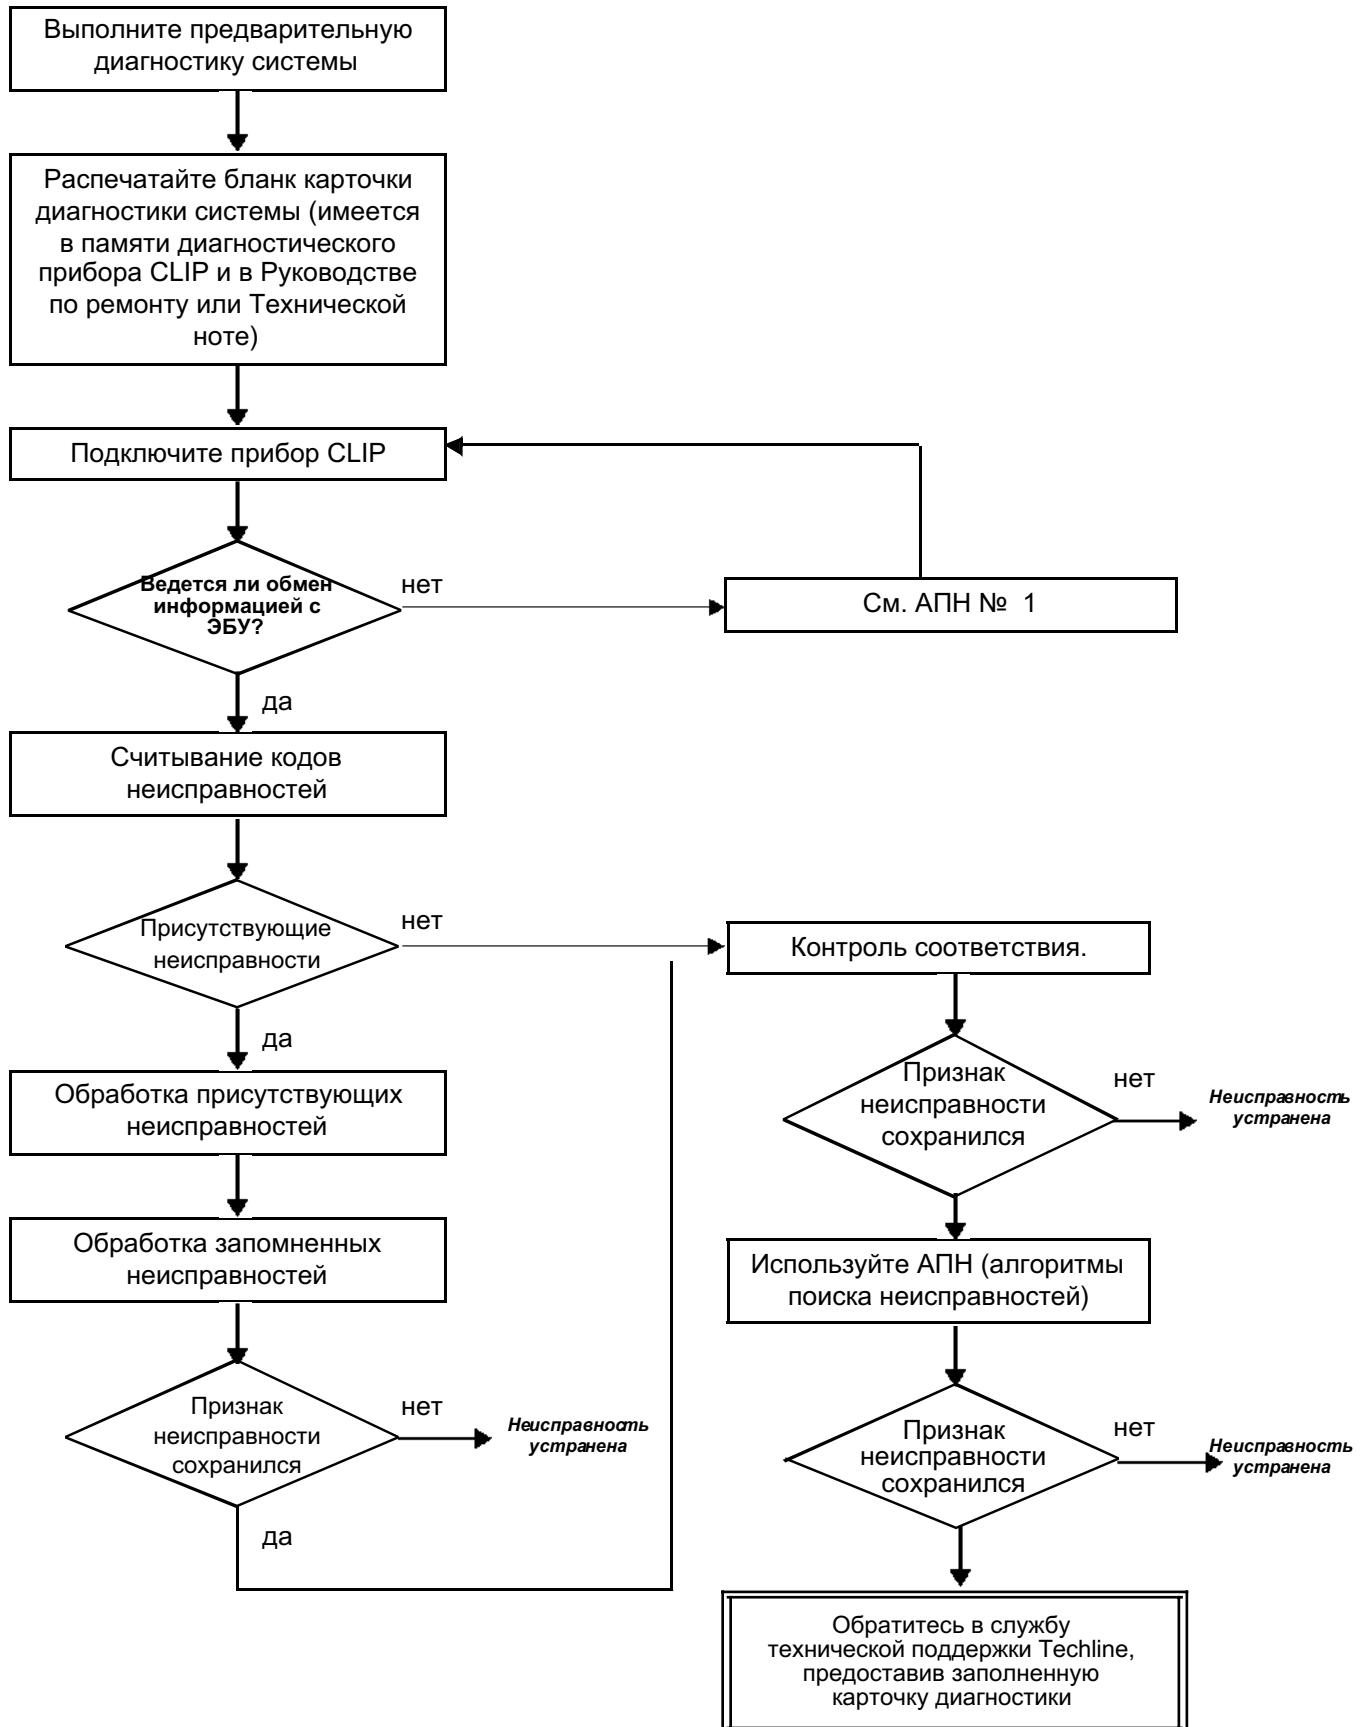 Выполните предварительную
диагностику системы
Распечатайте бланк карточки
диагностики системы (имеется
в памяти диагностического
прибора CLIP и в Руководстве
по ремонту или Технической
ноте)
Подключите прибор CLIP
Ведется ли обмен
информацией с
ЭБУ?
нет
См. АПН № 1
да
Считывание кодов
неисправностей
Присутствующие
неисправности
нет
Контроль соответствия.
да
Признак
неисправности
сохранился
нет
Неисправность
устранена
Обработка присутствующих
неисправностей
Обработка запомненных
неисправностей
Используйте АПН (алгоритмы
поиска неисправностей)
Признак
неисправности
сохранился
нет
Неисправность
устранена
да
Признак
неисправности
сохранился
нет
Неисправность
устранена
Обратитесь в службу
технической поддержки Techline,
предоставив заполненную
карточку диагностики